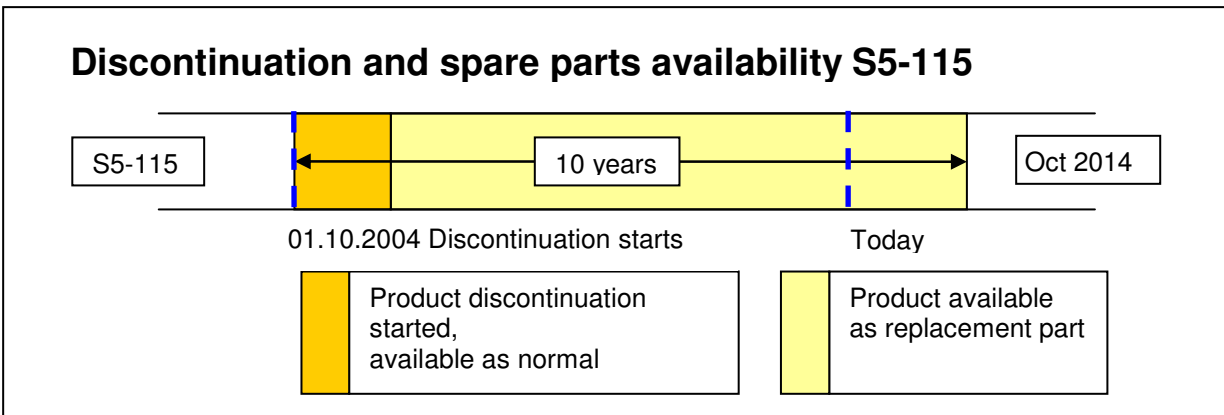 Discontinuation and spare parts availability S5-115
S5-115
10 years
Oct 2014
01.10.2004 Discontinuation starts
Today
Product discontinuation
started,
available as normal
Product available
as replacement part